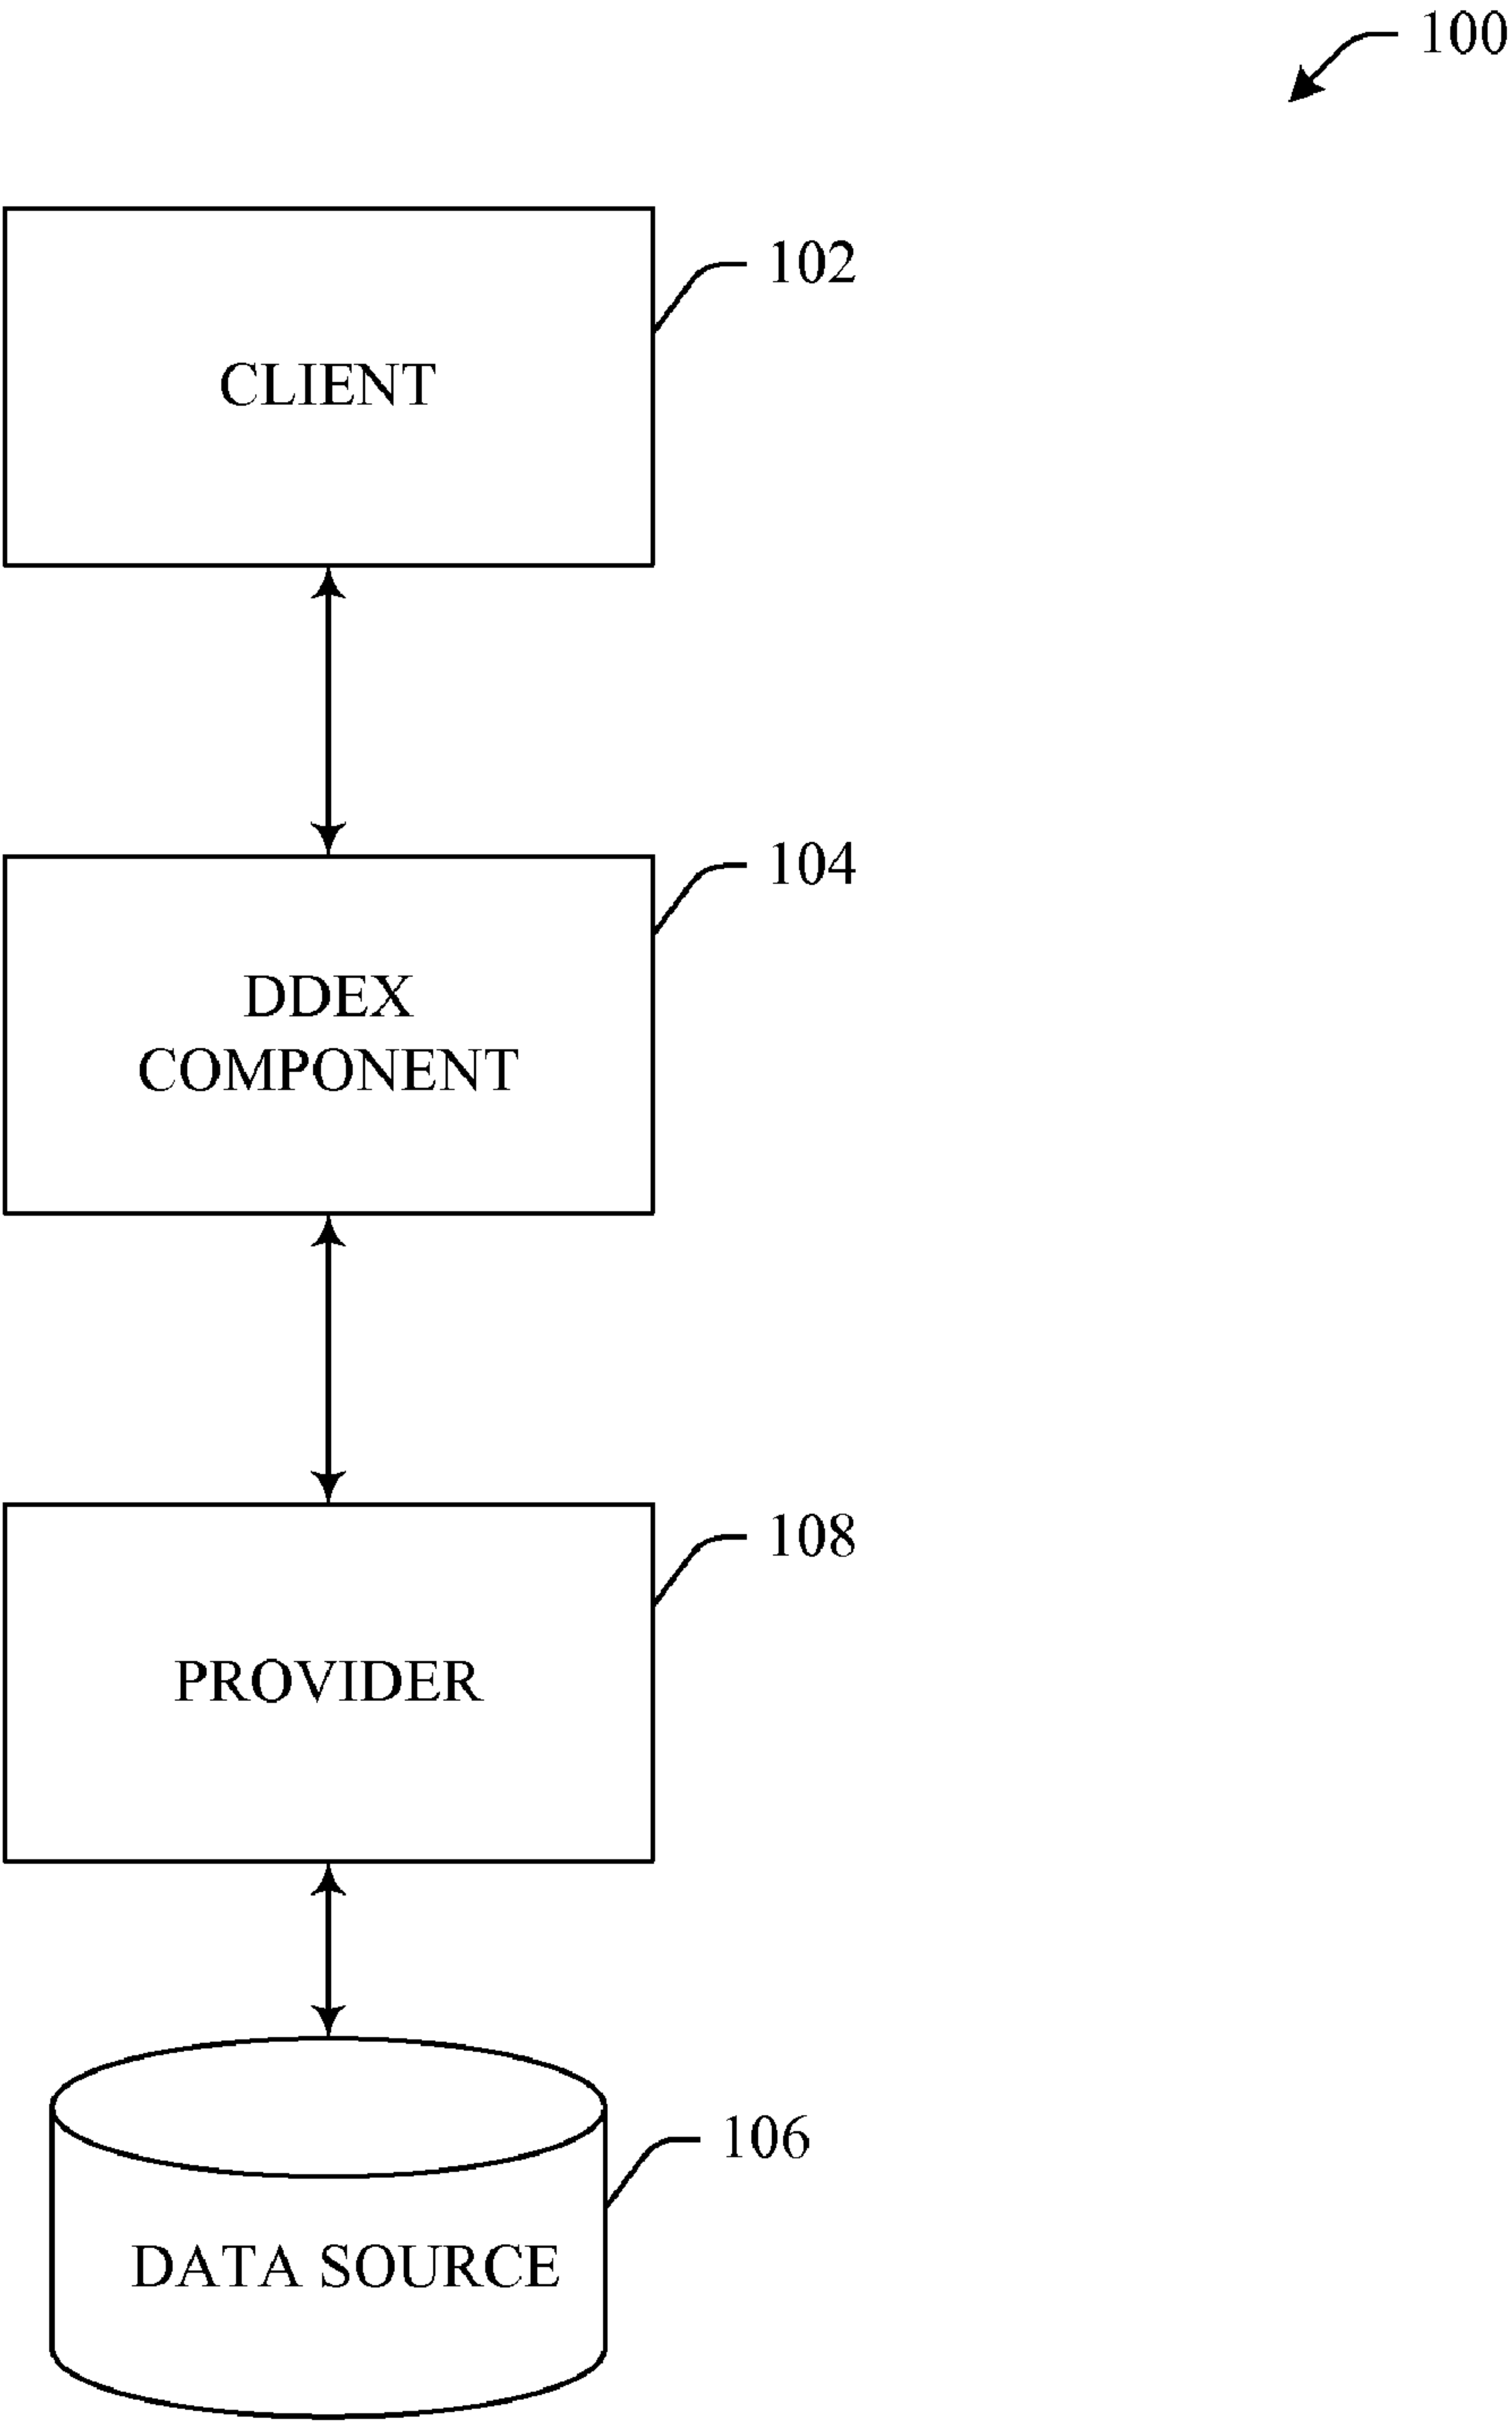 100
102
CLIENT
104
DDEX
COMPONENT
108
PROVIDER
106
DATA SOURCE